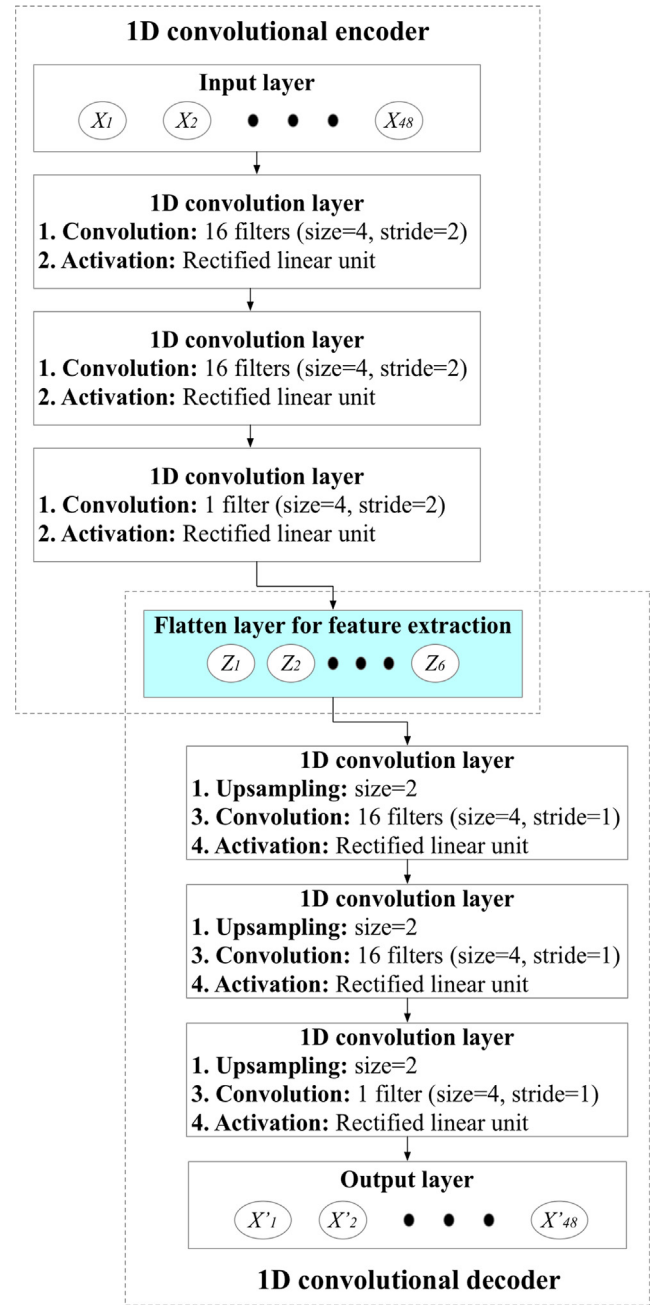 1D convolutional encoder
Input layer
X1 X2 X48
1D convolution layer
1. Convolution: 16 filters (size=4, stride=2)
2. Activation: Rectified linear unit
1D convolution layer
1. Convolution: 16 filters (size=4, stride=2)
2. Activation: Rectified linear unit
1D convolution layer
1. Convolution: 1 filter (size=4, stride=2)
2. Activation: Rectified linear unit
Flatten layer for feature extraction
Z1 Z2 Z6
1D convolution layer
1. Upsampling: size=2
3. Convolution: 16 filters (size=4, stride=1)
4. Activation: Rectified linear unit
1D convolution layer
1. Upsampling: size=2
3. Convolution: 16 filters (size=4, stride=1)
4. Activation: Rectified linear unit
1D convolution layer
1. Upsampling: size=2
3. Convolution: 1 filter (size=4, stride=1)
4. Activation: Rectified linear unit
Output layer
X'1 X'2 X'48
1D convolutional decoder